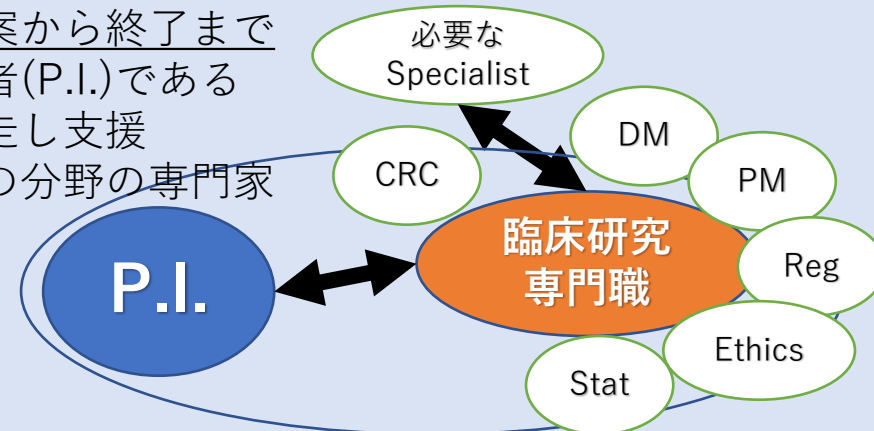 案から終了まで
者(P.I.)である
走し支援
の分野の専門家
必要な
Specialist
DM
CRC
PM
臨床研究
専門職
P.I.
Reg
Ethics
Stat